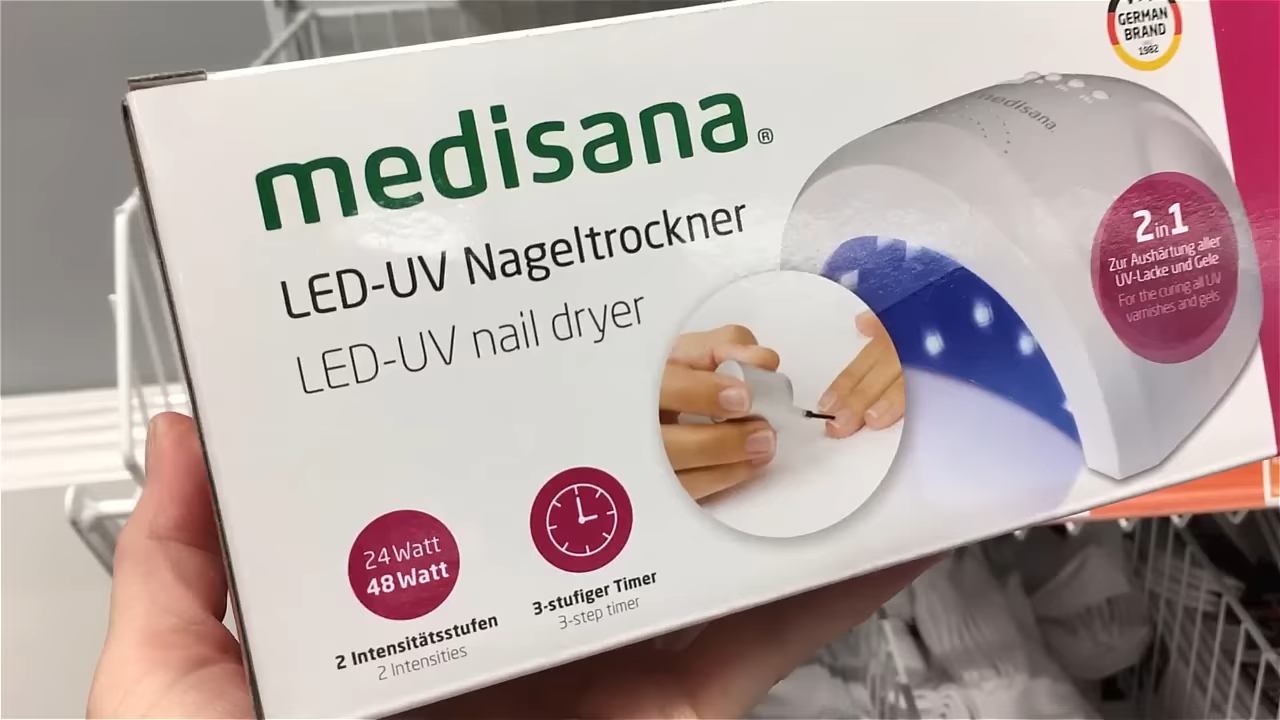 medisana®
LED-UV Nageltrockner
LED-UV nail dryer
GERMAN
BRAND
1982
medisana
2in1
Zur Aushärtung aller
UV-Lacke und Gele
For the curing all UV
varnishes and gels
24 Watt
48 Watt
2 Intensitätsstufen
2 Intensities
3-stufiger Timer
3-step timer